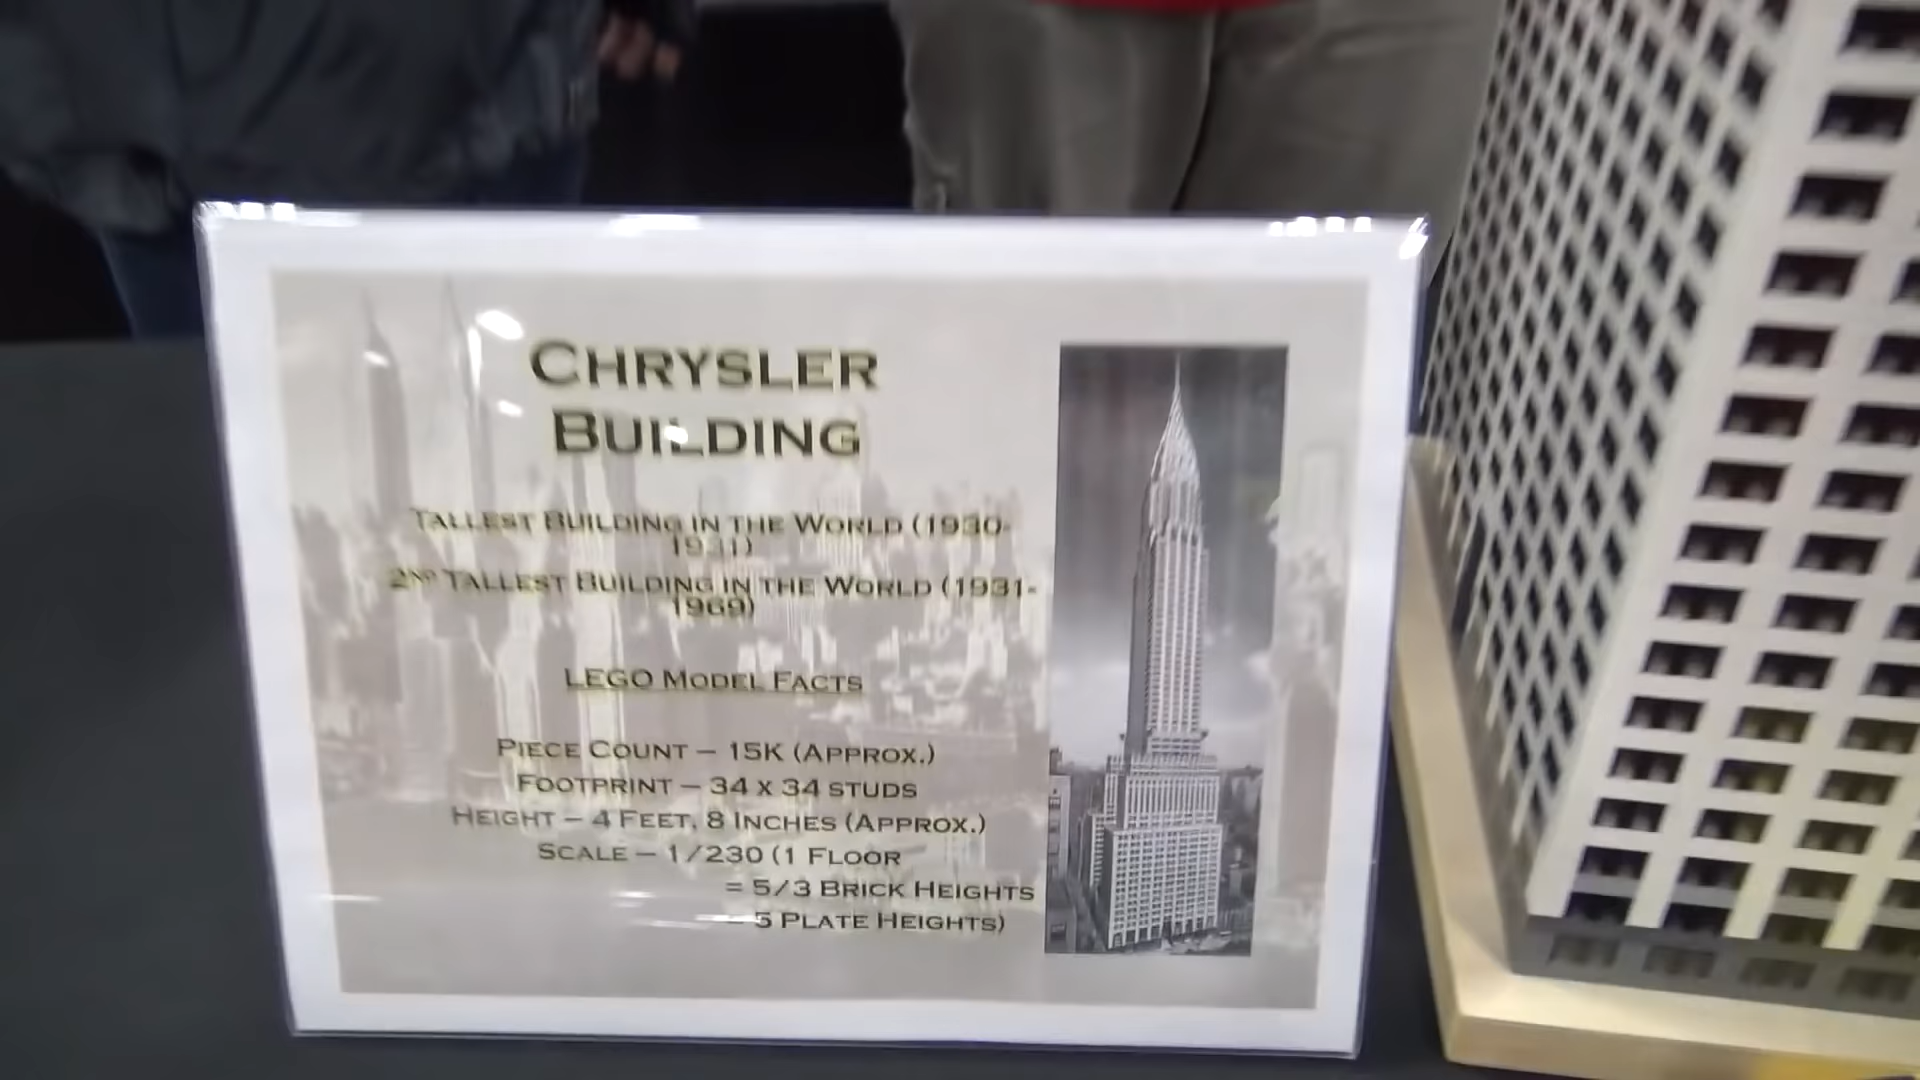 CHRYSLER
BUILDING
TALLEST BUILDING IN THE WORLD (1930-
1931)
2ND TALLEST BUILDING IN THE WORLD (1931-
1969)
LEGO MODEL FACTS
PIECE COUNT – 15K (APPROX.)
FOOTPRINT – 34 X 34 STUDS
HEIGHT – 4 FEET, 8 INCHES (APPROX.)
SCALE – 1/230 (1 FLOOR
= 5/3 BRICK HEIGHTS
= 5 PLATE HEIGHTS)